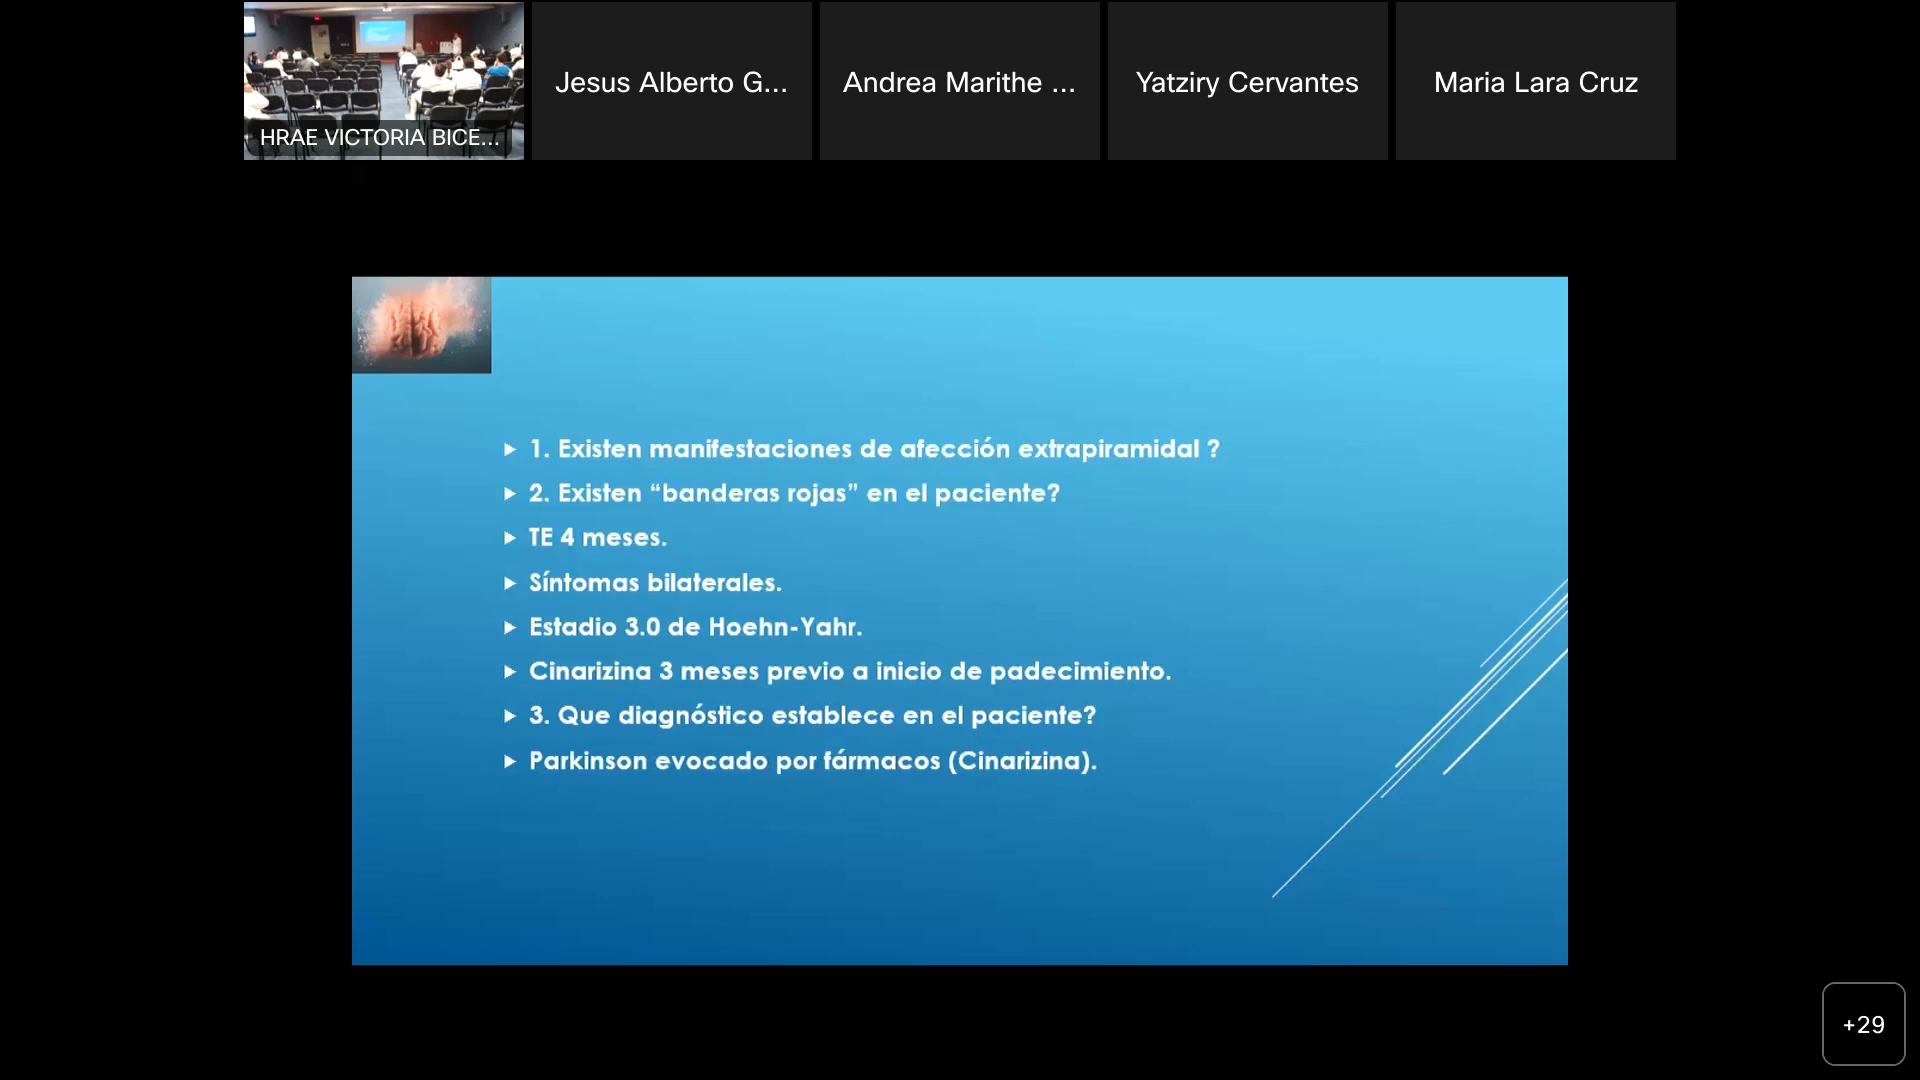 HRAE VICTORIA BICE...
Jesus Alberto G...
Andrea Marithe ...
Yatziry Cervantes
Maria Lara Cruz
1. Existen manifestaciones de afección extrapiramidal ?
2. Existen “banderas rojas” en el paciente?
TE 4 meses.
Síntomas bilaterales.
Estadio 3.0 de Hoehn-Yahr.
Cinarizina 3 meses previo a inicio de padecimiento.
3. Que diagnóstico establece en el paciente?
Parkinson evocado por fármacos (Cinarizina).
+29